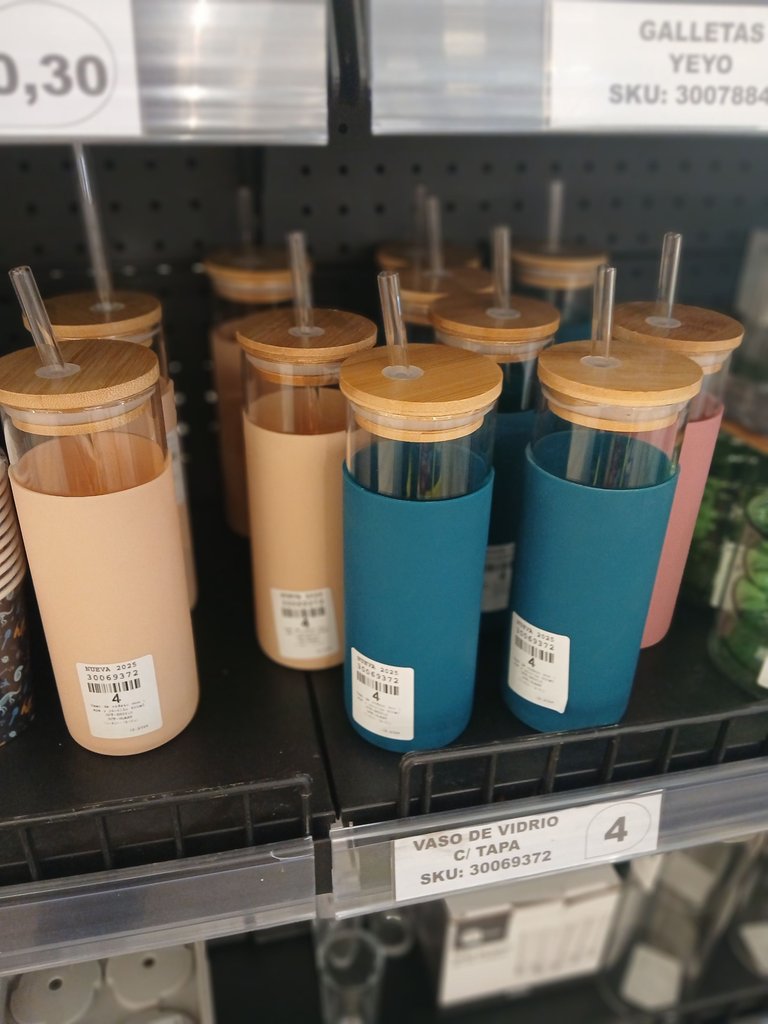 0,30
GALLETAS
YEYO
SKU: 3007884
NUEVA 2025
30069372
4
NUEVA 2025
30069372
4
NUEVA 2025
30069372
4
NUEVA 2025
30069372
4
VASO DE VIDRIO
C/ TAPA
SKU: 30069372
4